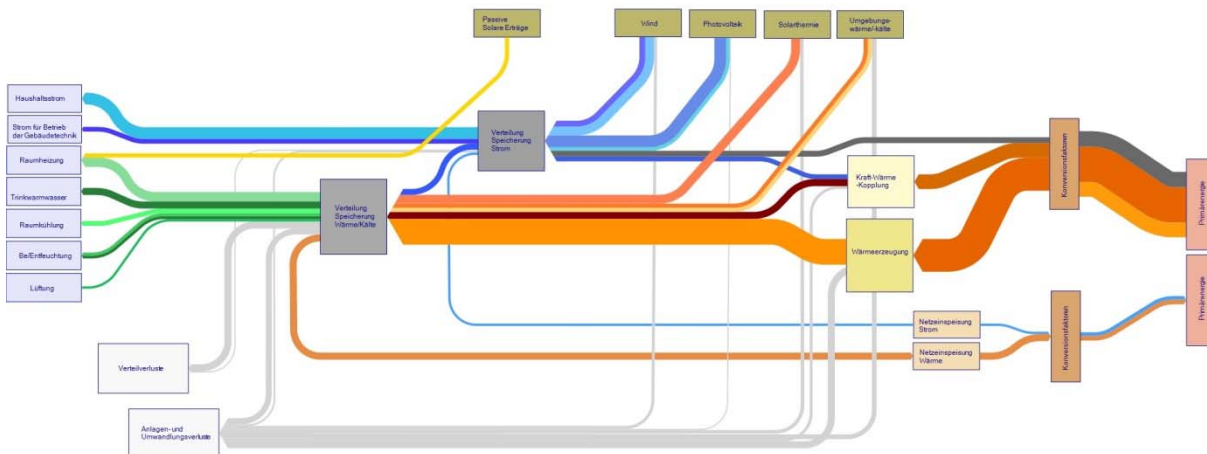 Passive
Solare Erträge
Wind
Photovoltaik
Solarthermie
Umgebungs-
wärme/-kälte
Haushaltsstrom
Strom für Betrieb
der Gebäudetechnik
Raumheizung
Trinkwarmwasser
Raumkühlung
Be/Entfeuchtung
Lüftung
Verteilung
Speicherung
Strom
Verteilung
Speicherung
Wärme/Kälte
Kraft-Wärme
-Kopplung
Wärmeerzeugung
Konversionsfaktoren
Primärenergie
Netzeinspeisung
Strom
Netzeinspeisung
Wärme
Konversionsfaktoren
Primärenergie
Verteilverluste
Anlagen- und
Umwandlungsverluste